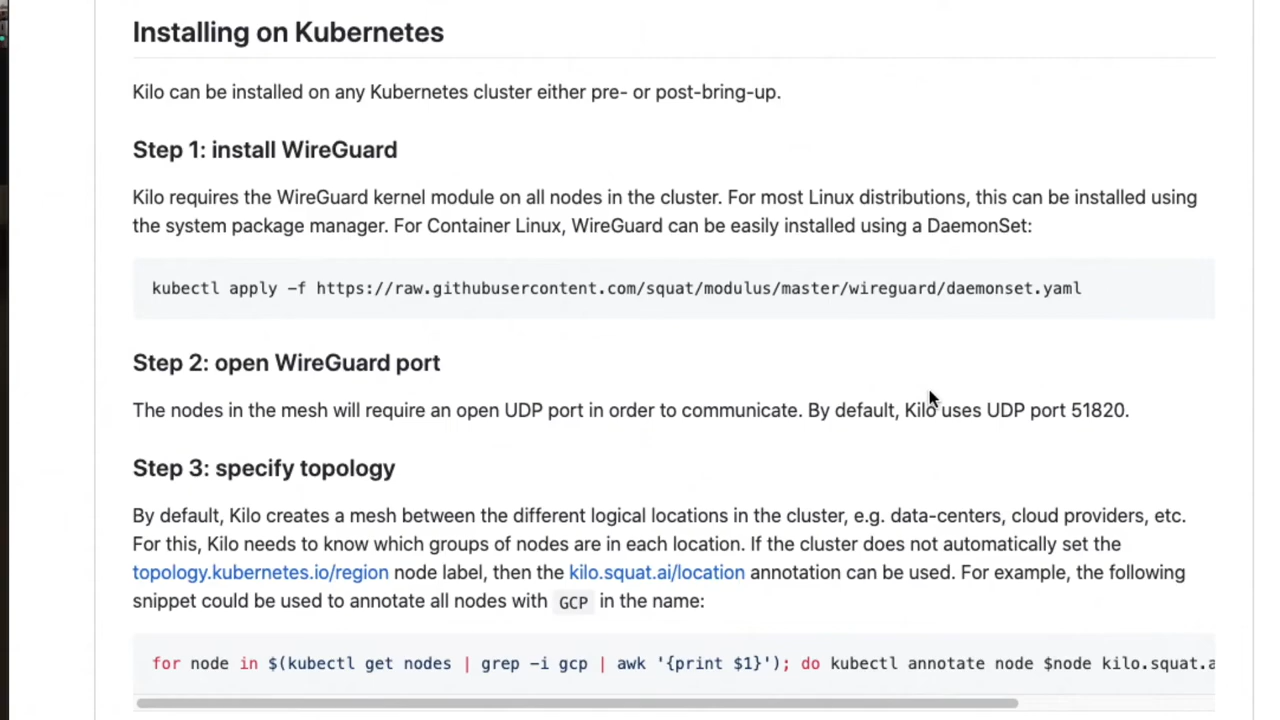 Installing on Kubernetes
Kilo can be installed on any Kubernetes cluster either pre- or post-bring-up.
Step 1: install WireGuard
Kilo requires the WireGuard kernel module on all nodes in the cluster. For most Linux distributions, this can be installed using
the system package manager. For Container Linux, WireGuard can be easily installed using a DaemonSet:
kubectl apply -f https://raw.githubusercontent.com/squat/modulus/master/wireguard/daemonset.yaml
Step 2: open WireGuard port
The nodes in the mesh will require an open UDP port in order to communicate. By default, Kilo uses UDP port 51820.
Step 3: specify topology
By default, Kilo creates a mesh between the different logical locations in the cluster, e.g. data-centers, cloud providers, etc.
For this, Kilo needs to know which groups of nodes are in each location. If the cluster does not automatically set the
topology.kubernetes.io/region node label, then the kilo.squat.ai/location annotation can be used. For example, the following
snippet could be used to annotate all nodes with GCP in the name:
for node in $(kubectl get nodes | grep -i gcp | awk '{print $1}'); do kubectl annotate node $node kilo.squat.a